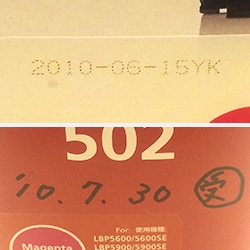 2010-06-15YK
502
'10.7.30 受
Magenta
For: 使用機種:
LBP5600/5600SE
LBP5900/5900SE